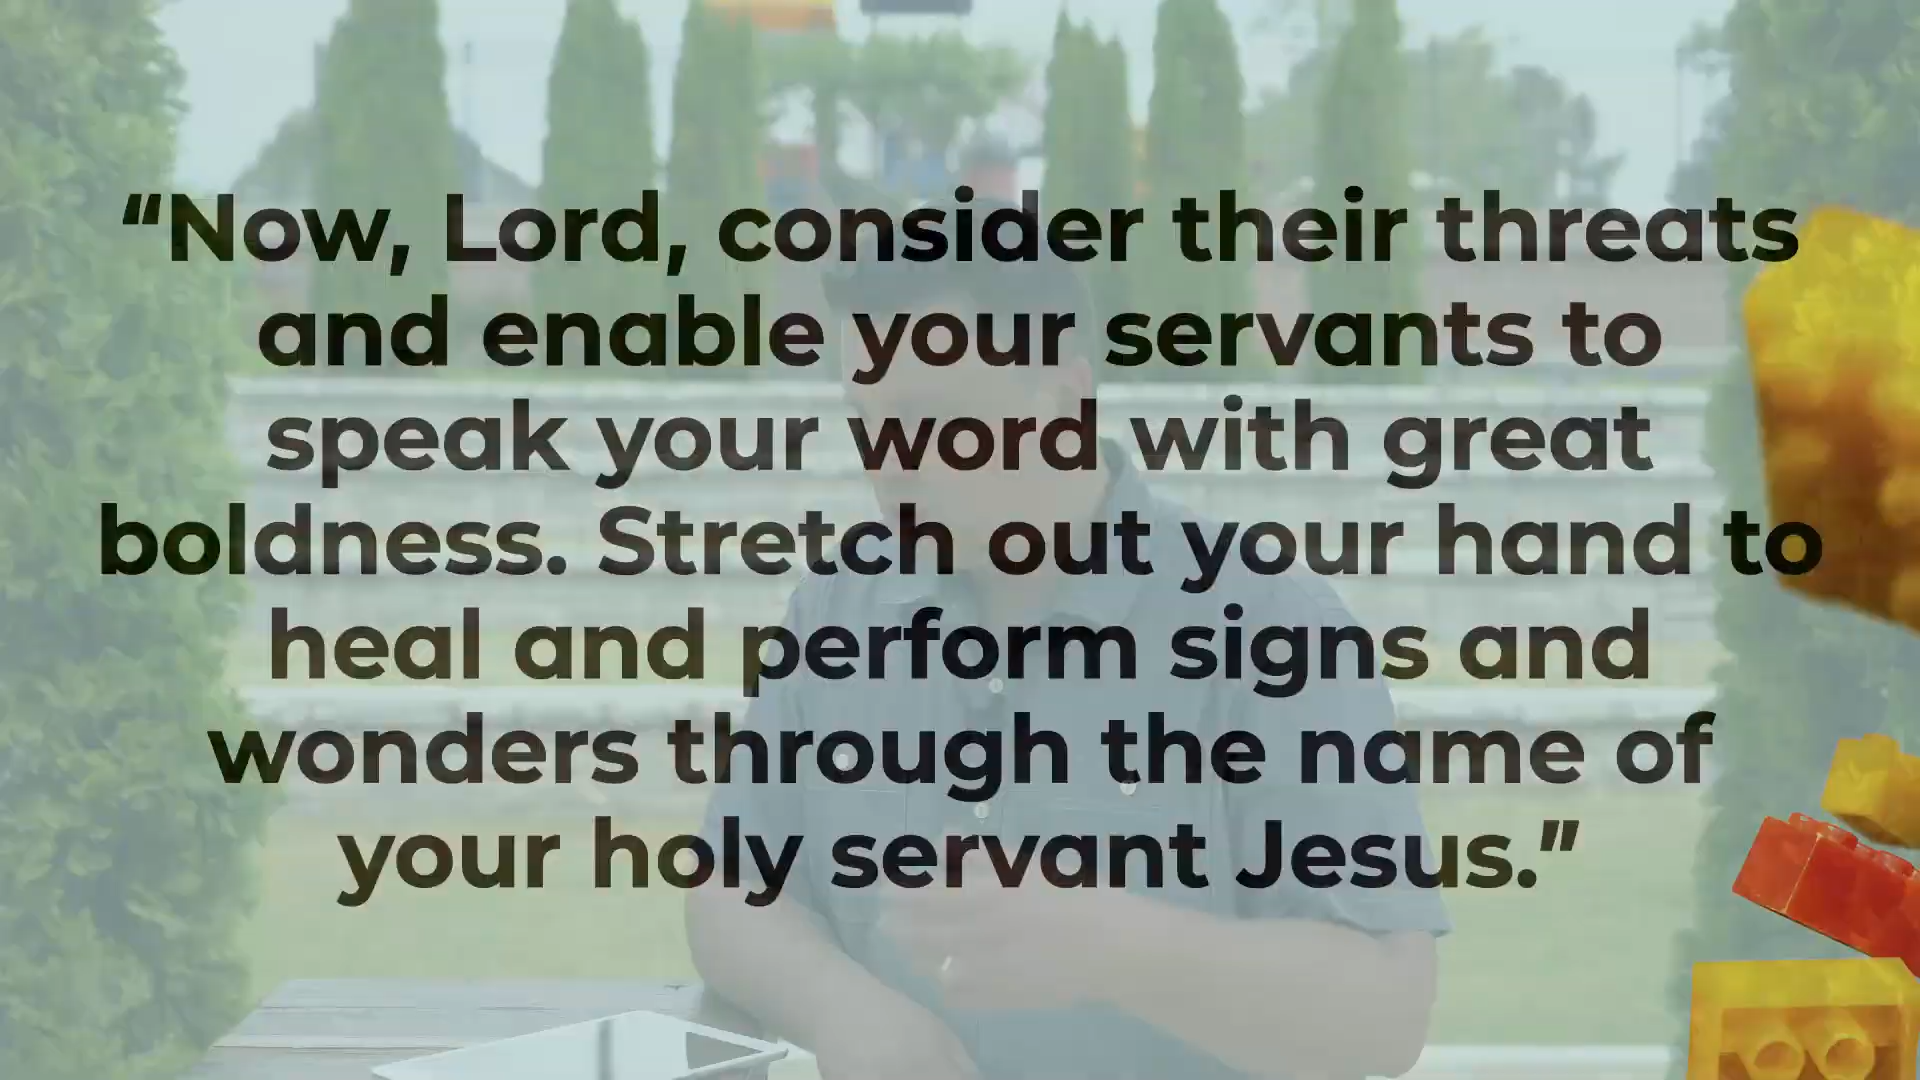 “Now, Lord, consider their threats
and enable your servants to
speak your word with great
boldness. Stretch out your hand to
heal and perform signs and
wonders through the name of
your holy servant Jesus.”